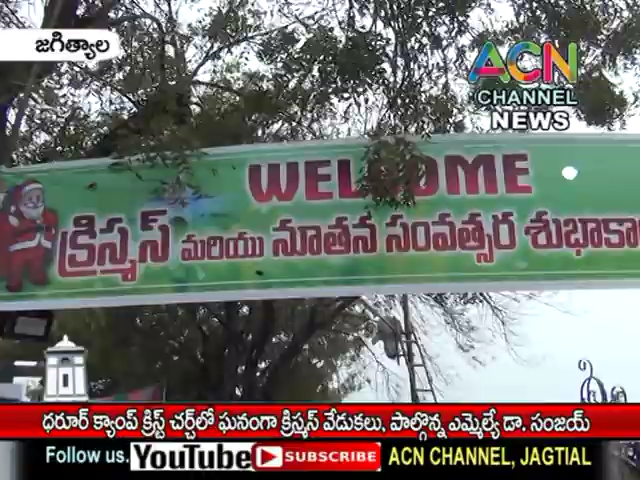 జగిత్యాల
ACN
CHANNEL
NEWS
WELCOME
క్రిస్మస్ మరియు నూతన సంవత్సర శుభాకా
ధరూర్ క్యాంప్ క్రీస్ట్ చర్చ్‌లో ఘనంగా క్రిస్మస్ వేడుకలు, పాల్గొన్న ఎమ్మెల్యే డా. సంజయ్
Follow us. YouTube SUBSCRIBE ACN CHANNEL, JAGTIAL